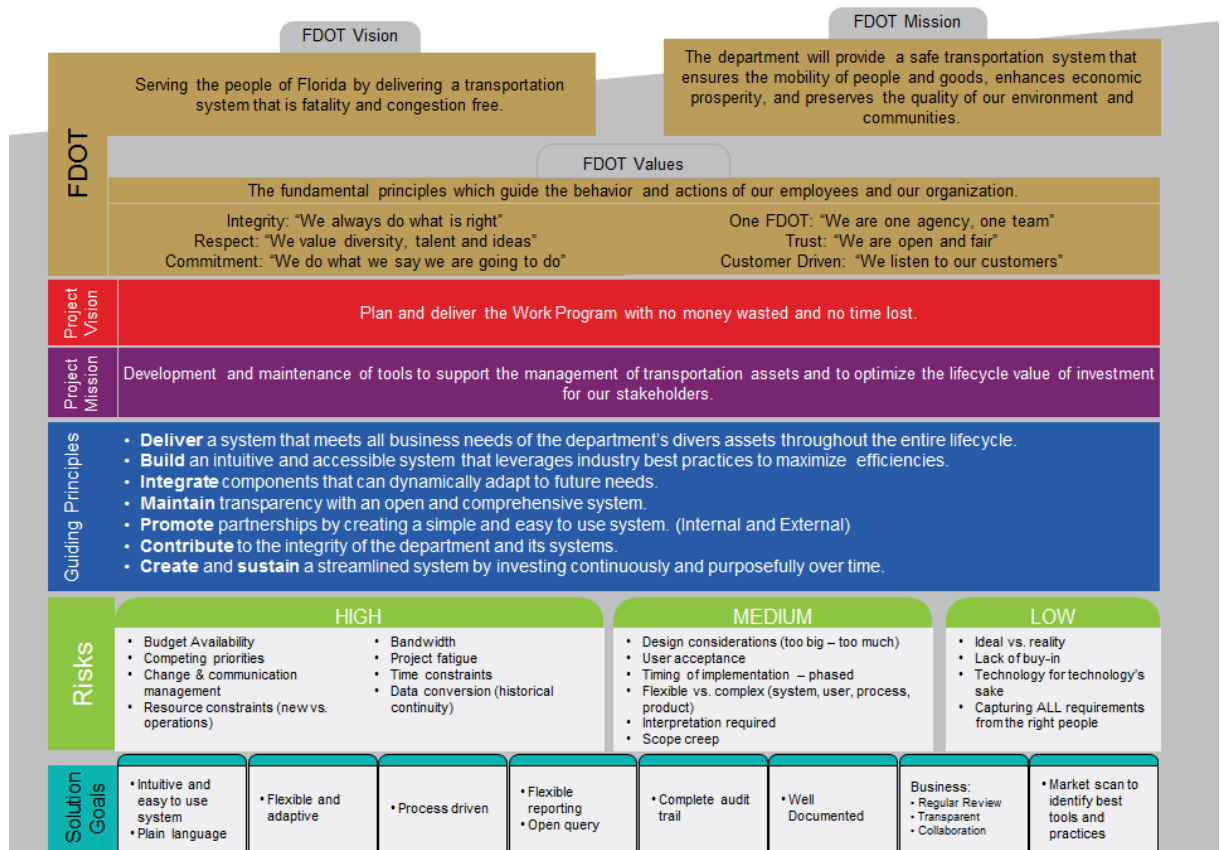 FDOT Vision
Serving the people of Florida by delivering a transportation
system that is fatality and congestion free.
FDOT Mission
The department will provide a safe transportation system that
ensures the mobility of people and goods, enhances economic
prosperity, and preserves the quality of our environment and
communities.
FDOT
FDOT Values
The fundamental principles which guide the behavior and actions of our employees and our organization.
Integrity: “We always do what is right”
Respect: “We value diversity, talent and ideas”
Commitment: “We do what we say we are going to do”
One FDOT: “We are one agency, one team”
Trust: “We are open and fair”
Customer Driven: “We listen to our customers”
Project
Vision
Plan and deliver the Work Program with no money wasted and no time lost.
Project
Mission
Development and maintenance of tools to support the management of transportation assets and to optimize the lifecycle value of investment
for our stakeholders.
Guiding Principles
• Deliver a system that meets all business needs of the department’s divers assets throughout the entire lifecycle.
• Build an intuitive and accessible system that leverages industry best practices to maximize efficiencies.
• Integrate components that can dynamically adapt to future needs.
• Maintain transparency with an open and comprehensive system.
• Promote partnerships by creating a simple and easy to use system. (Internal and External)
• Contribute to the integrity of the department and its systems.
• Create and sustain a streamlined system by investing continuously and purposefully over time.
Risks
HIGH
• Budget Availability
• Competing priorities
• Change & communication
management
• Resource constraints (new vs.
operations)
• Bandwidth
• Project fatigue
• Time constraints
• Data conversion (historical
continuity)
MEDIUM
• Design considerations (too big – too much)
• User acceptance
• Timing of implementation – phased
• Flexible vs. complex (system, user, process,
product)
• Interpretation required
• Scope creep
LOW
• Ideal vs. reality
• Lack of buy-in
• Technology for technology’s
sake
• Capturing ALL requirements
from the right people
Solution
Goals
• Intuitive and
easy to use
system
• Plain language
• Flexible and
adaptive
• Process driven
• Flexible
reporting
• Open query
• Complete audit
trail
• Well
Documented
Business:
• Regular Review
• Transparent
• Collaboration
• Market scan to
identify best
tools and
practices